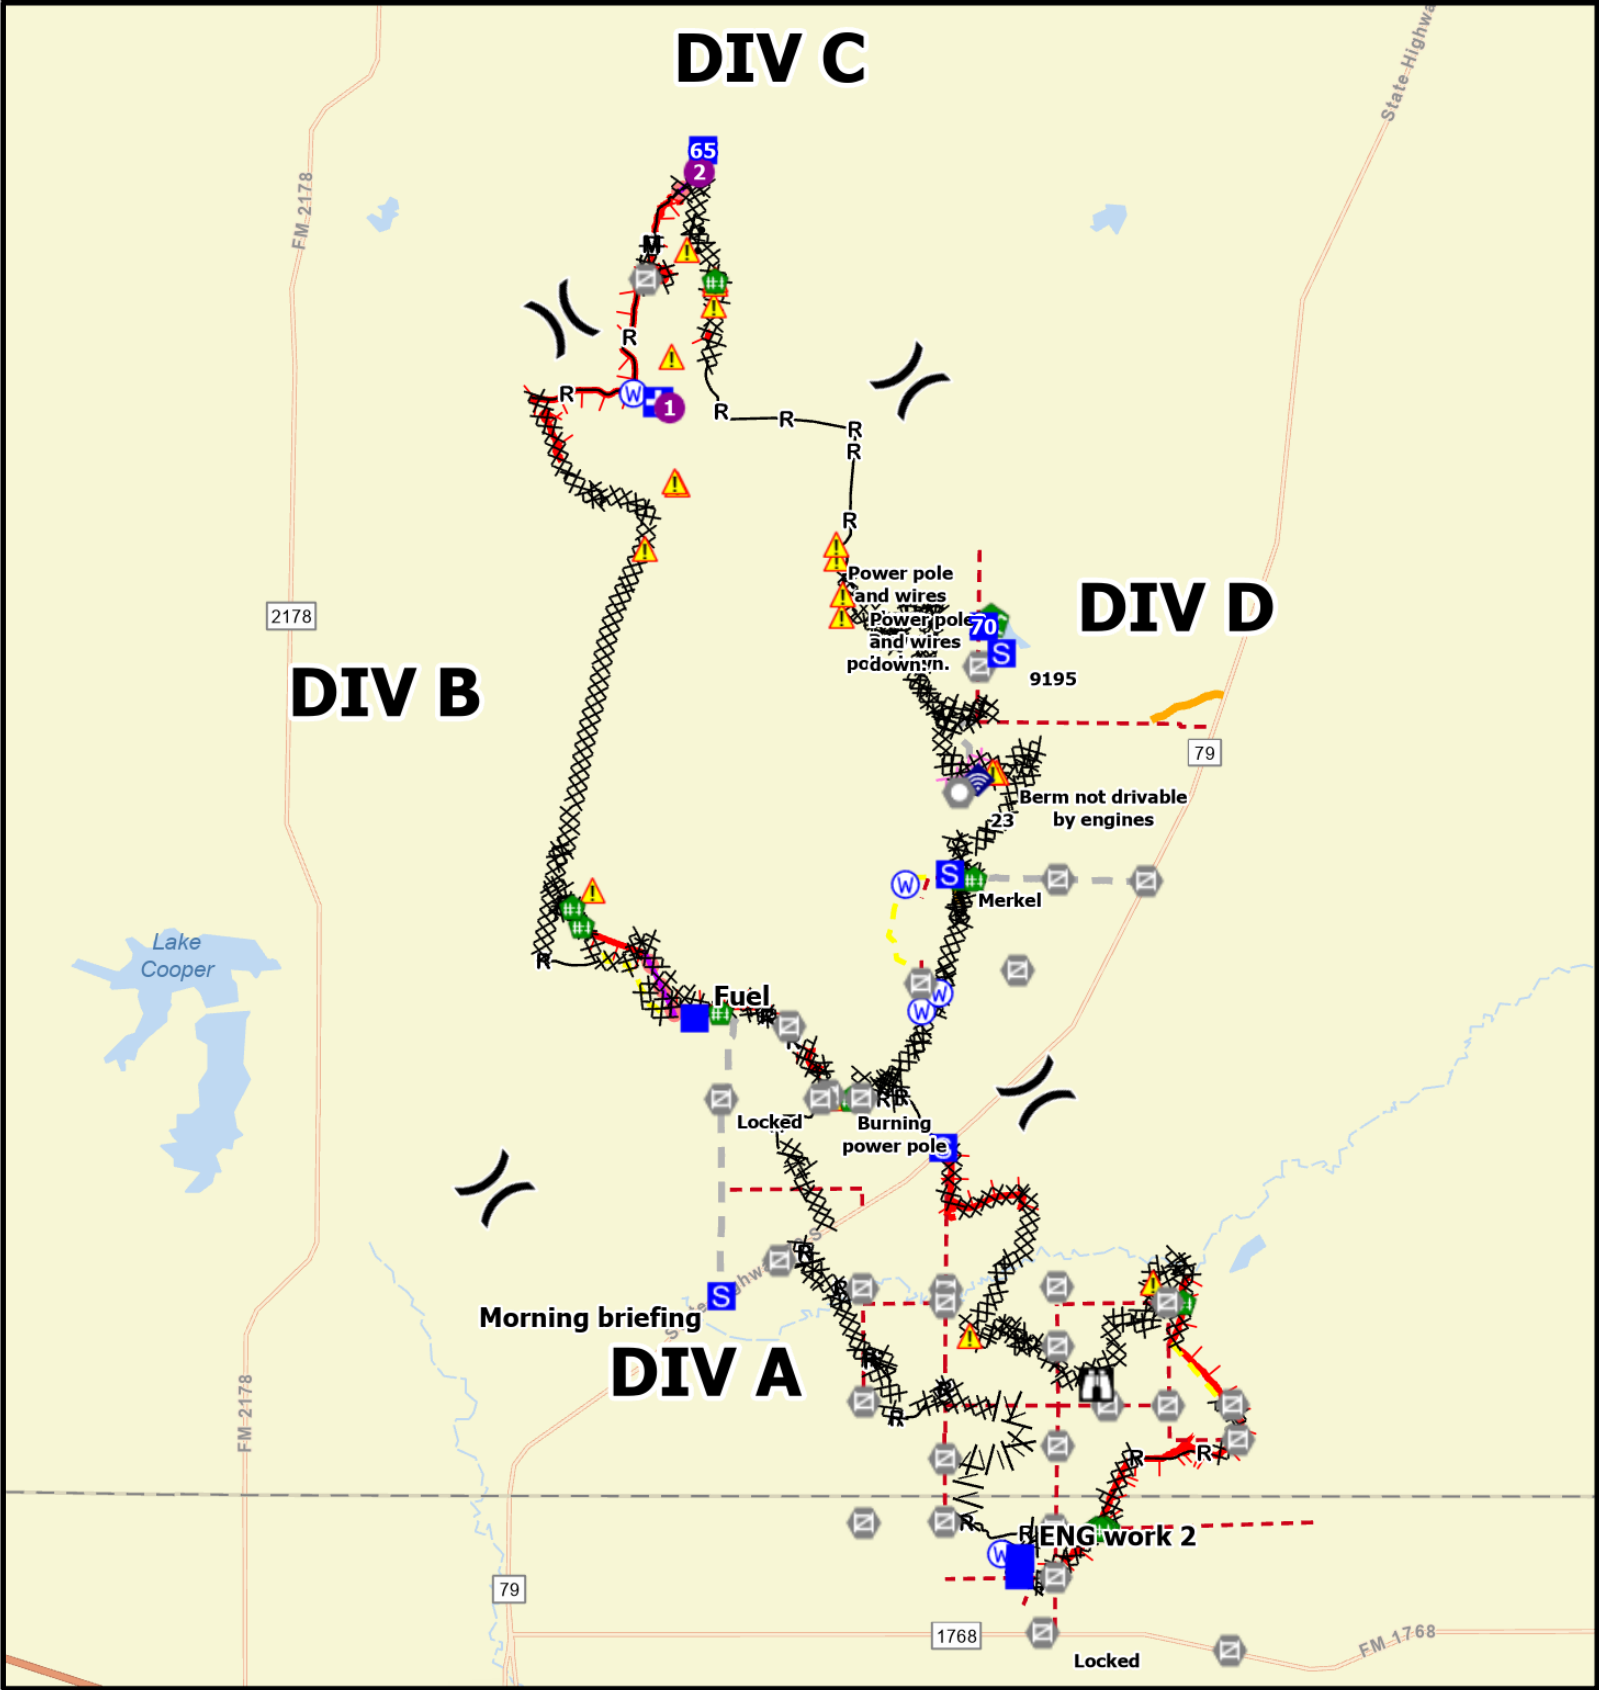 DIV C
State Highwa
65
2
FM 2178
M
R
R
W
1
R
R
R
R
R
Power pole
and wires
Power pole
and wires
down
70
S
DIV D
9195
2178
DIV B
79
Berm not drivable
by engines
23
W
S
Merkel
Lake
Cooper
R
Fuel
W
W
Locked
Burning
power pole
S
R
S
Morning briefing
DIV A
R
R
FM 2178
R
R
R
R
ENG work 2
W
79
1768
FM 1768
Locked